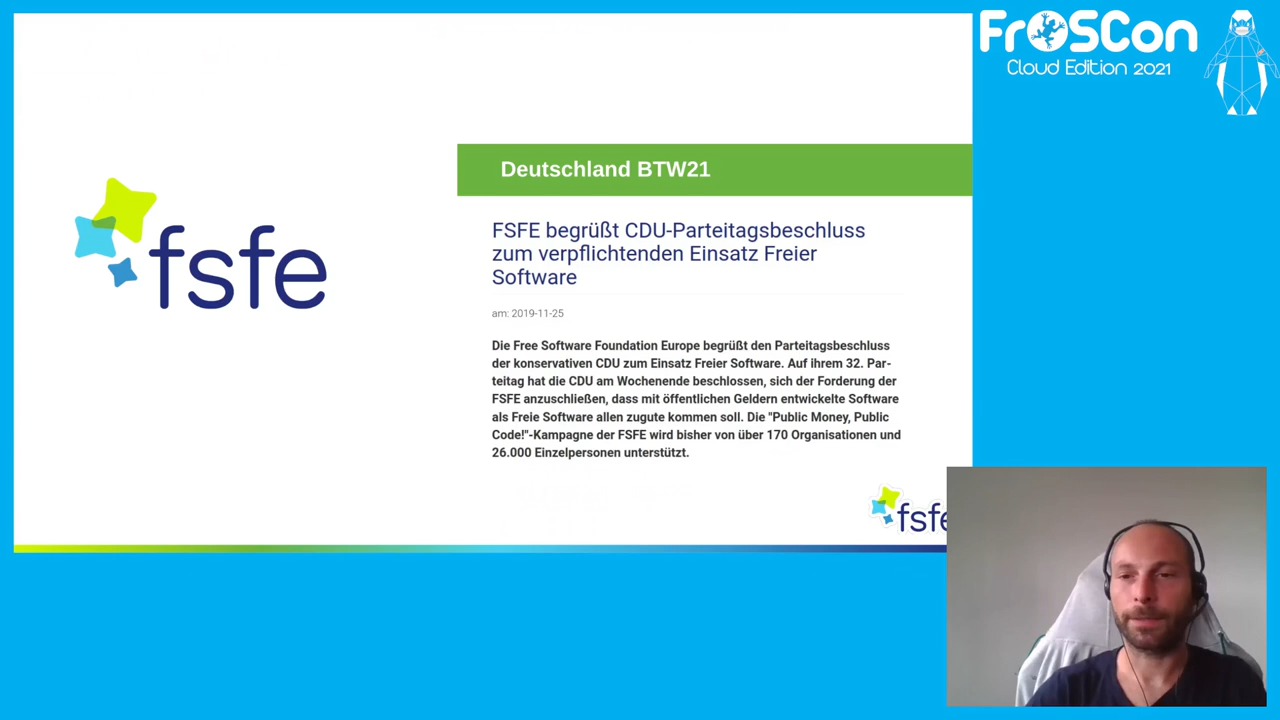 FrOSCon
Cloud Edition 2021
Deutschland BTW21
fsfe
FSFE begrüßt CDU-Parteitagsbeschluss
zum verpflichtenden Einsatz Freier
Software
am: 2019-11-25
Die Free Software Foundation Europe begrüßt den Parteitagsbeschluss
der konservativen CDU zum Einsatz Freier Software. Auf ihrem 32. Par-
teitag hat die CDU am Wochenende beschlossen, sich der Forderung der
FSFE anzuschließen, dass mit öffentlichen Geldern entwickelte Software
als Freie Software allen zugute kommen soll. Die "Public Money, Public
Code!"-Kampagne der FSFE wird bisher von über 170 Organisationen und
26.000 Einzelpersonen unterstützt.
fsfe